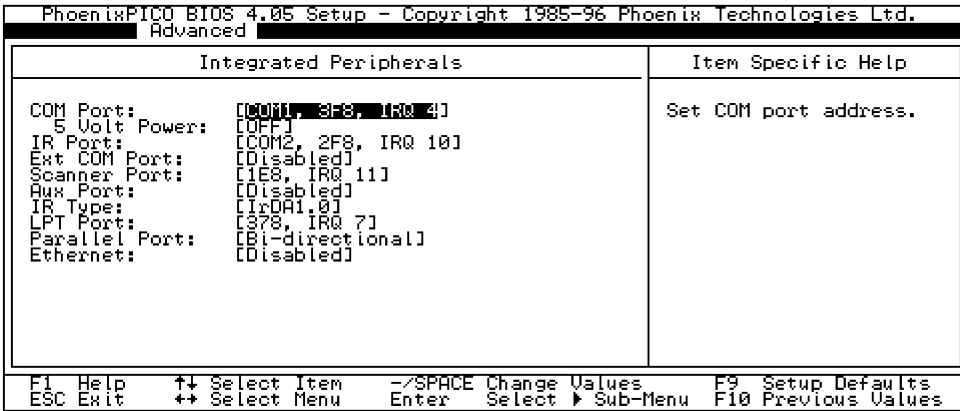 PhoenixPICO BIOS 4.05 Setup - Copyright 1985-96 Phoenix Technologies Ltd.
Advanced
Integrated Peripherals
Item Specific Help
COM Port: [COM1, 3F8, IRQ 4]
5 Volt Power: [OFF]
IR Port: [COM2, 2F8, IRQ 10]
Ext COM Port: [Disabled]
Scanner Port: [1E8, IRQ 11]
Aux Port: [Disabled]
IR Type: [IrDA1.0]
LPT Port: [378, IRQ 7]
Parallel Port: [Bi-directional]
Ethernet: [Disabled]
Set COM port address.
F1 Help ↑↓ Select Item -/SPACE Change Values F9 Setup Defaults
ESC Exit ↔ Select Menu Enter Select ▶ Sub-Menu F10 Previous Values